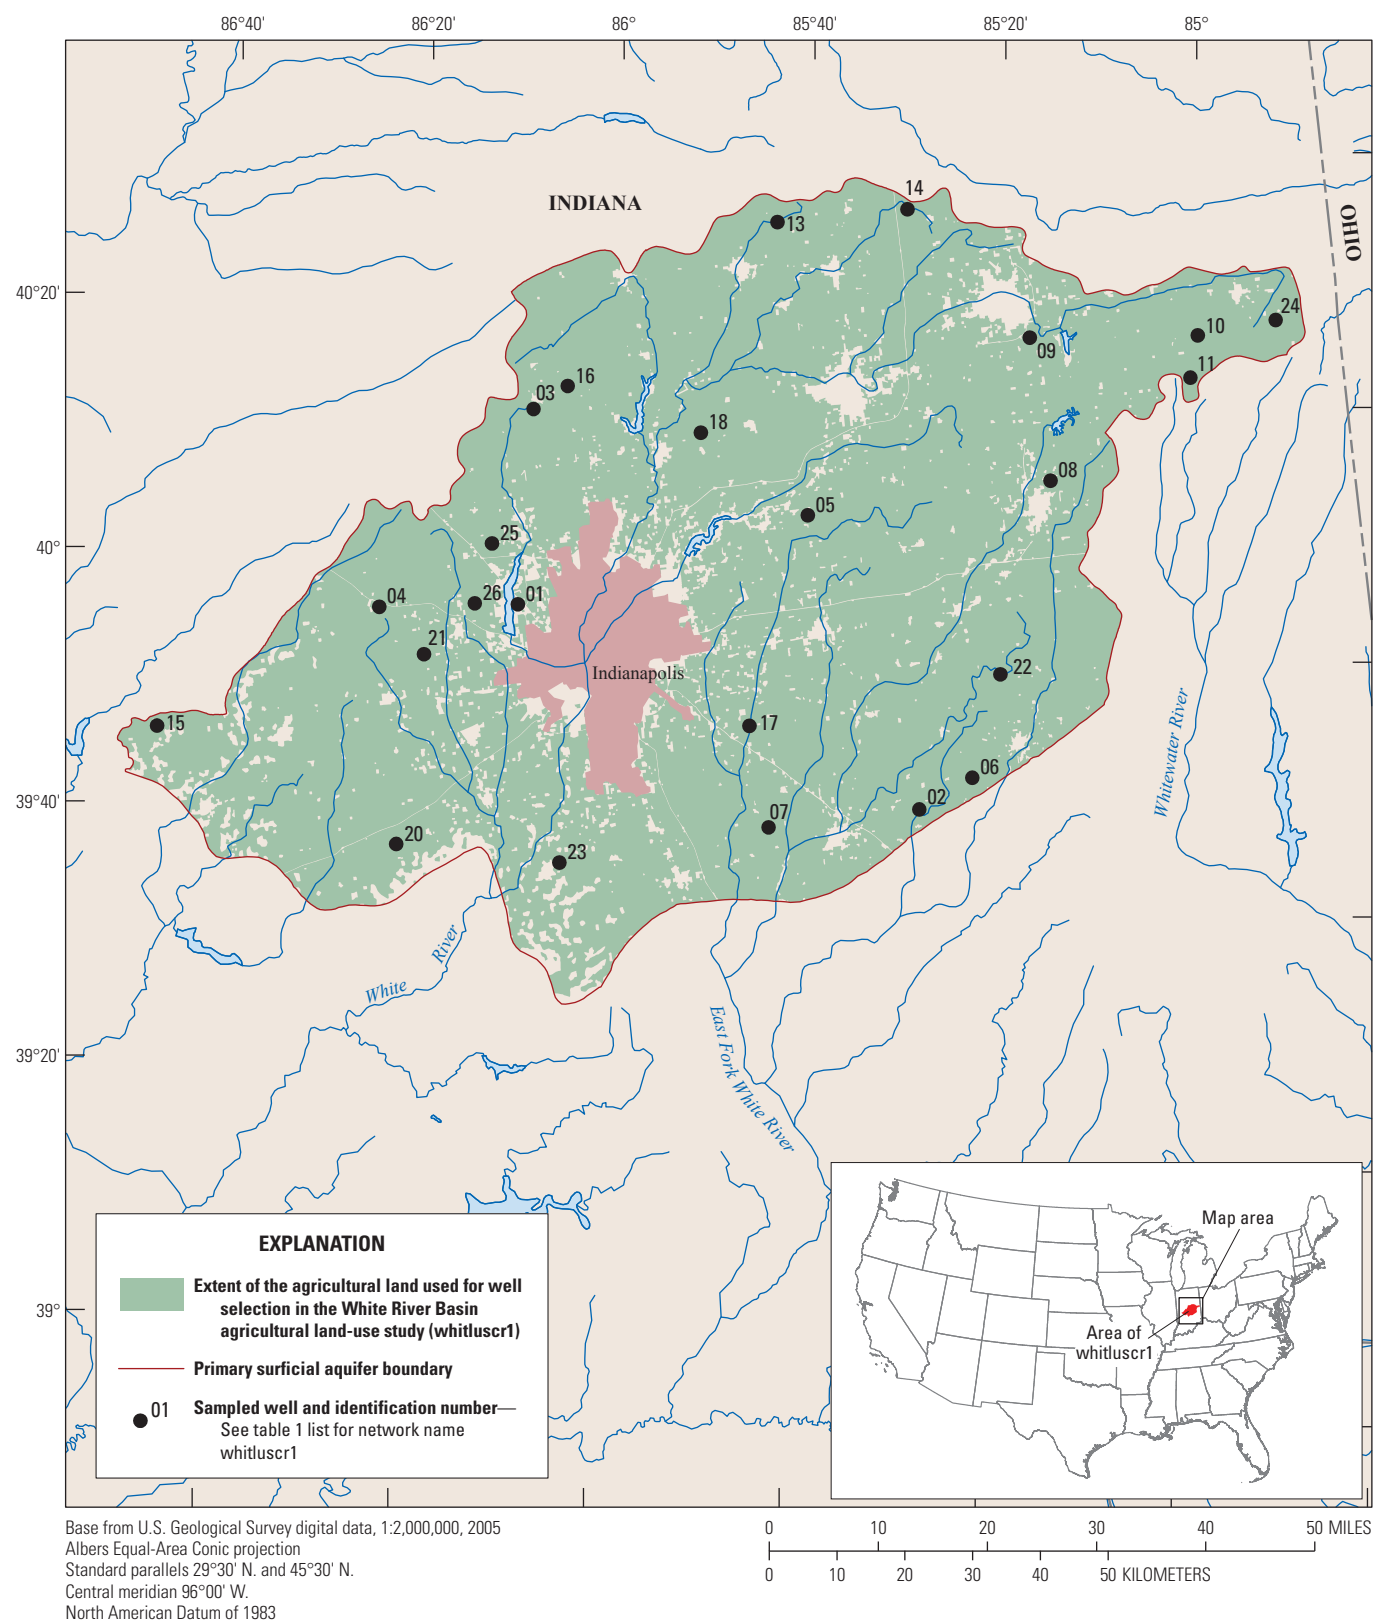 86°40'
86°20'
86°
85°40'
85°20'
85°
INDIANA
OHIO
14
13
40°20'
24
10
09
11
16
03
18
08
05
25
40°
04
26
01
21
Indianapolis
22
15
17
Whitewater River
06
39°40'
02
07
20
23
White River
East Fork White River
39°20'
39°
EXPLANATION
Extent of the agricultural land used for well
selection in the White River Basin
agricultural land-use study (whitluscr1)
Primary surficial aquifer boundary
01
Sampled well and identification number—
See table 1 list for network name
whitluscr1
Map area
Area of
whitluscr1
Base from U.S. Geological Survey digital data, 1:2,000,000, 2005
Albers Equal-Area Conic projection
Standard parallels 29°30' N. and 45°30' N.
Central meridian 96°00' W.
North American Datum of 1983
0 10 20 30 40 50 MILES
0 10 20 30 40 50 KILOMETERS